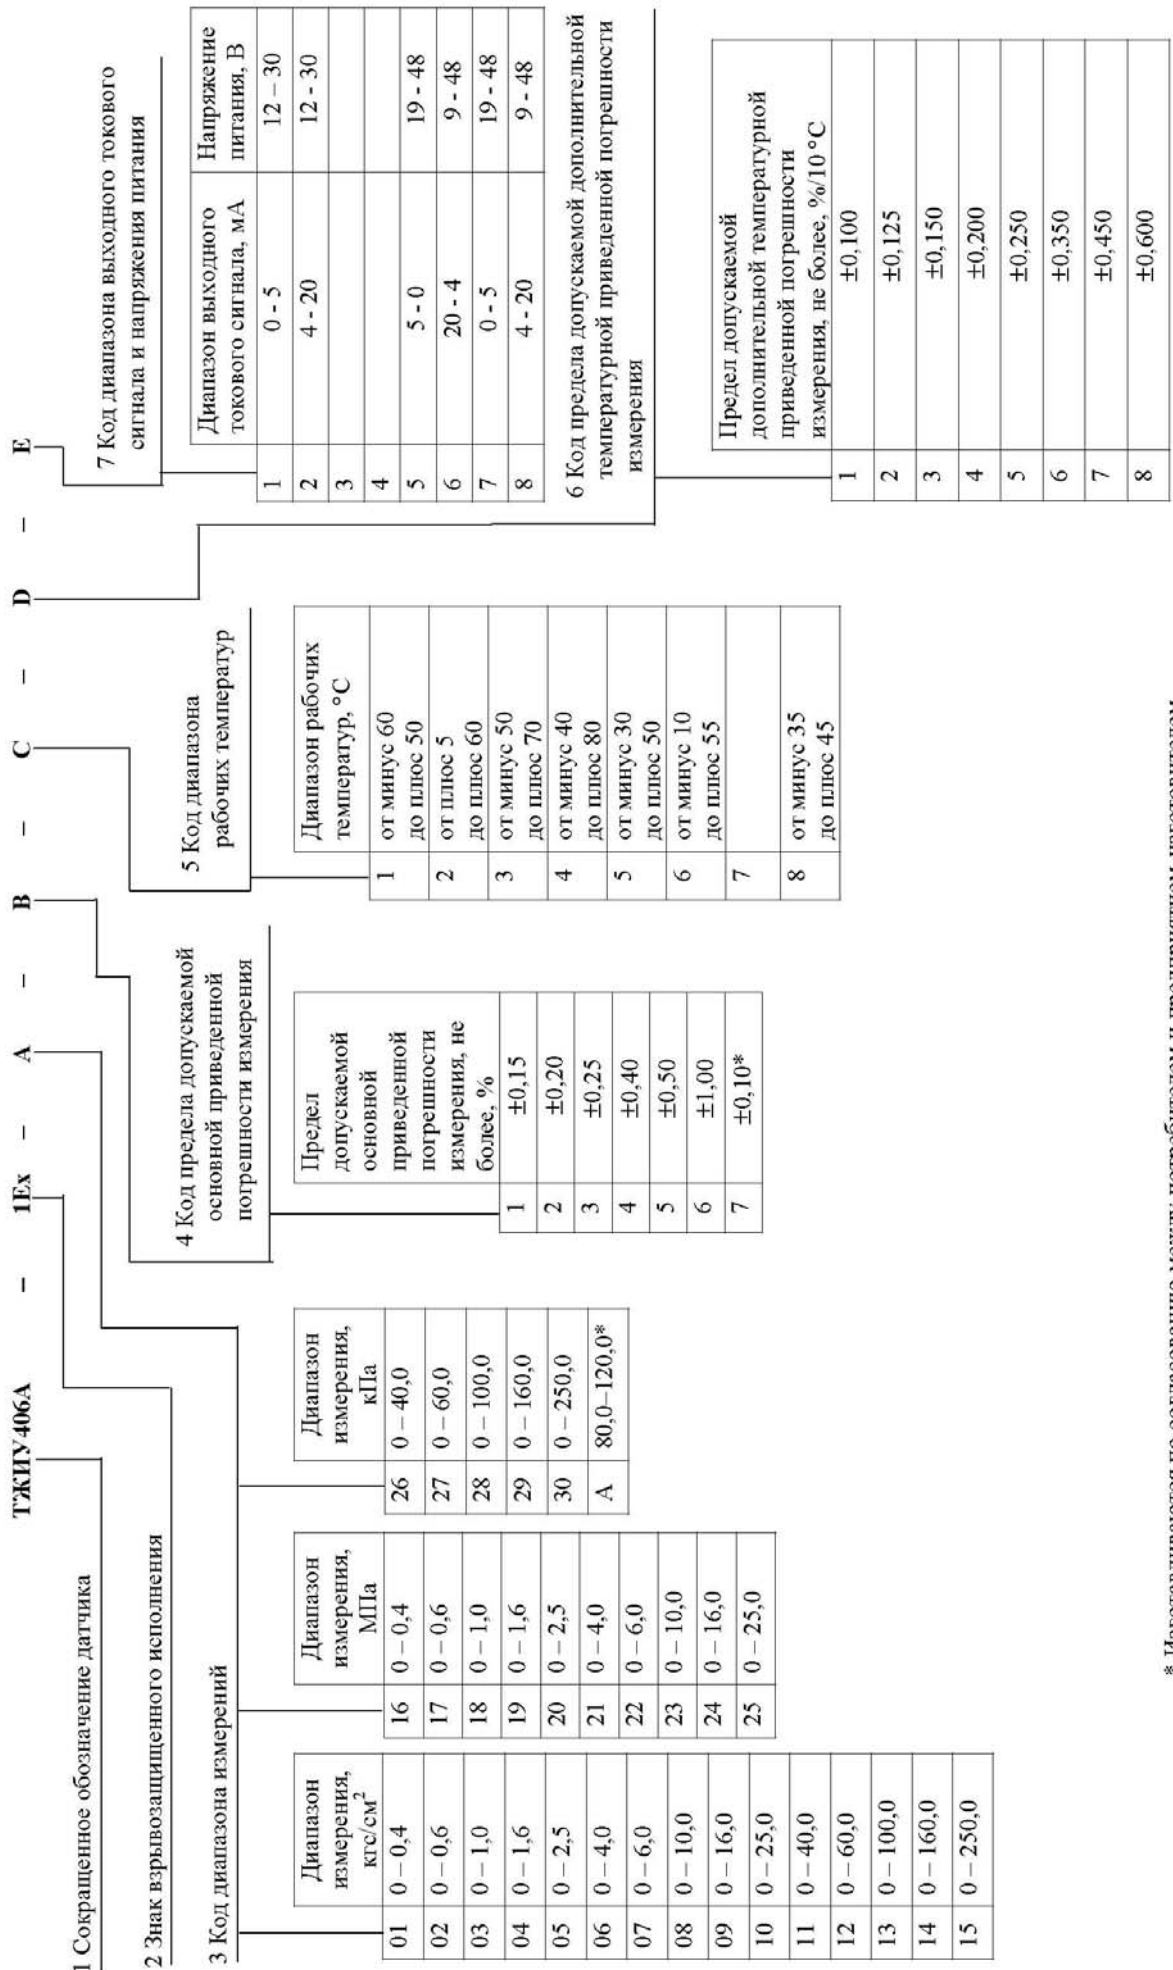 ТЖИУ406А – 1Ex – A – B – C – D – E
1 Сокращенное обозначение датчика
2 Знак взрывозащищенного исполнения
3 Код диапазона измерений
Диапазон
измерения,
кгс/см²
01 0 – 0,4
02 0 – 0,6
03 0 – 1,0
04 0 – 1,6
05 0 – 2,5
06 0 – 4,0
07 0 – 6,0
08 0 – 10,0
09 0 – 16,0
10 0 – 25,0
11 0 – 40,0
12 0 – 60,0
13 0 – 100,0
14 0 – 160,0
15 0 – 250,0
Диапазон
измерения,
МПа
16 0 – 0,4
17 0 – 0,6
18 0 – 1,0
19 0 – 1,6
20 0 – 2,5
21 0 – 4,0
22 0 – 6,0
23 0 – 10,0
24 0 – 16,0
25 0 – 25,0
Диапазон
измерения,
кПа
26 0 – 40,0
27 0 – 60,0
28 0 – 100,0
29 0 – 160,0
30 0 – 250,0
А 80,0–120,0*
4 Код предела допускаемой
основной приведенной
погрешности измерения
Предел
допускаемой
основной
приведенной
погрешности
измерения, не
более, %
1 ±0,15
2 ±0,20
3 ±0,25
4 ±0,40
5 ±0,50
6 ±1,00
7 ±0,10*
5 Код диапазона
рабочих температур
Диапазон рабочих
температур, °С
1 от минус 60
до плюс 50
2 от плюс 5
до плюс 60
3 от минус 50
до плюс 70
4 от минус 40
до плюс 80
5 от минус 30
до плюс 50
6 от минус 10
до плюс 55
7
8 от минус 35
до плюс 45
7 Код диапазона выходного токового
сигнала и напряжения питания
Диапазон выходного Напряжение
токового сигнала, мА питания, В
1 0 - 5 12 – 30
2 4 - 20 12 - 30
3
4
5 5 - 0 19 - 48
6 20 - 4 9 - 48
7 0 - 5 19 - 48
8 4 - 20 9 - 48
6 Код предела допускаемой дополнительной
температурной приведенной погрешности
измерения
Предел допускаемой
дополнительной температурной
приведенной погрешности
измерения, не более, %/10 °С
1 ±0,100
2 ±0,125
3 ±0,150
4 ±0,200
5 ±0,250
6 ±0,350
7 ±0,450
8 ±0,600
* Изготавливаются по согласованию между потребителем и предприятием-изготовителем